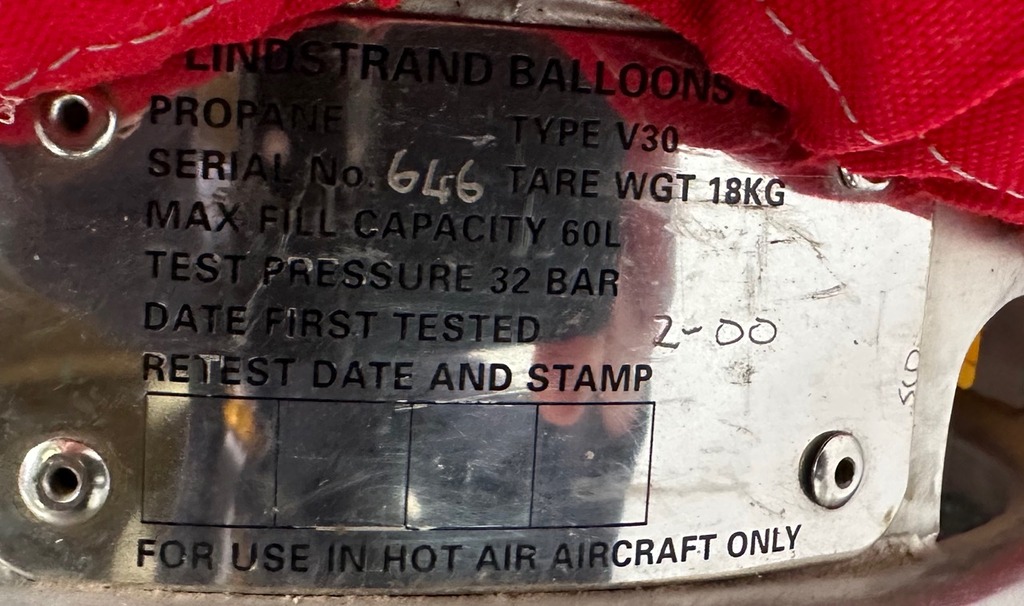 LINDSTRAND BALLOONS
PROPANE TYPE V30
SERIAL No. 646 TARE WGT 18KG
MAX FILL CAPACITY 60L
TEST PRESSURE 32 BAR
DATE FIRST TESTED 2-00
RETEST DATE AND STAMP
FOR USE IN HOT AIR AIRCRAFT ONLY